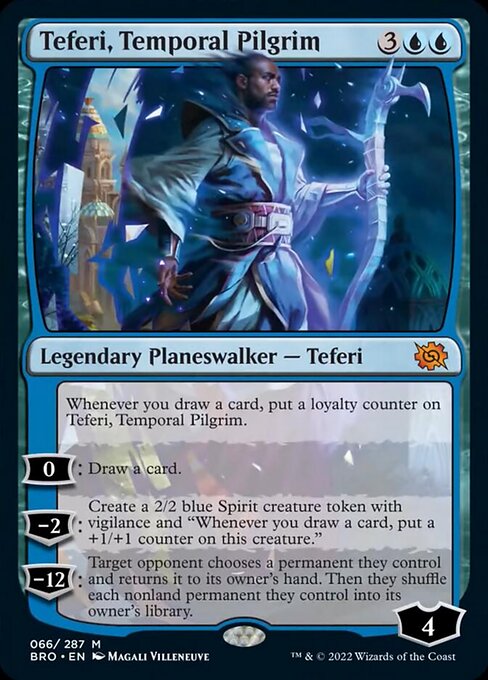 Teferi, Temporal Pilgrim 3
Legendary Planeswalker — Teferi
Whenever you draw a card, put a loyalty counter on
Teferi, Temporal Pilgrim.
0 : Draw a card.
Create a 2/2 blue Spirit creature token with
−2 : vigilance and “Whenever you draw a card, put a
+1/+1 counter on this creature.”
Target opponent chooses a permanent they control
−12 : and returns it to its owner’s hand. Then they shuffle
each nonland permanent they control into its
owner’s library.
4
066/287 M
BRO • EN Magali Villeneuve
™ & © 2022 Wizards of the Coast